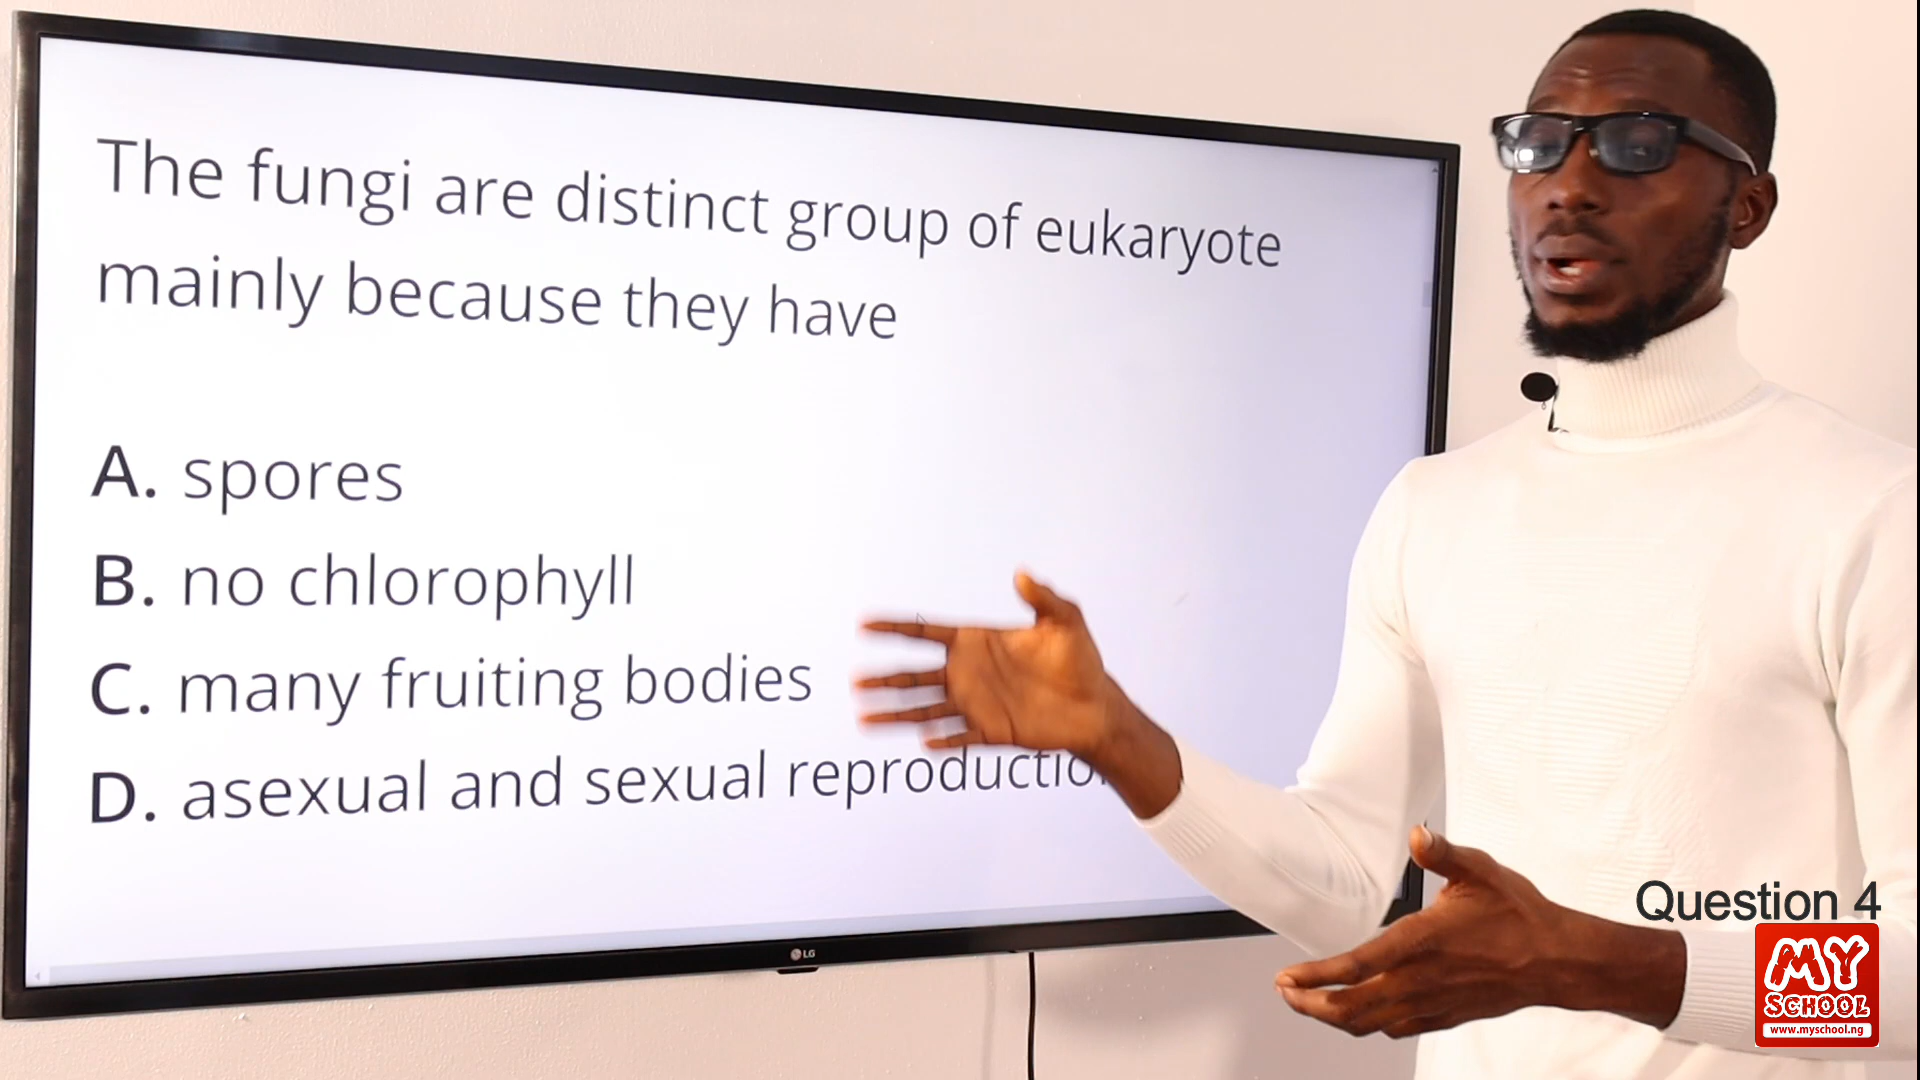 The fungi are distinct group of eukaryote
mainly because they have
A. spores
B. no chlorophyll
C. many fruiting bodies
D. asexual and sexual reproduction
LG
Question 4
MY
SCHOOL
www.myschool.ng